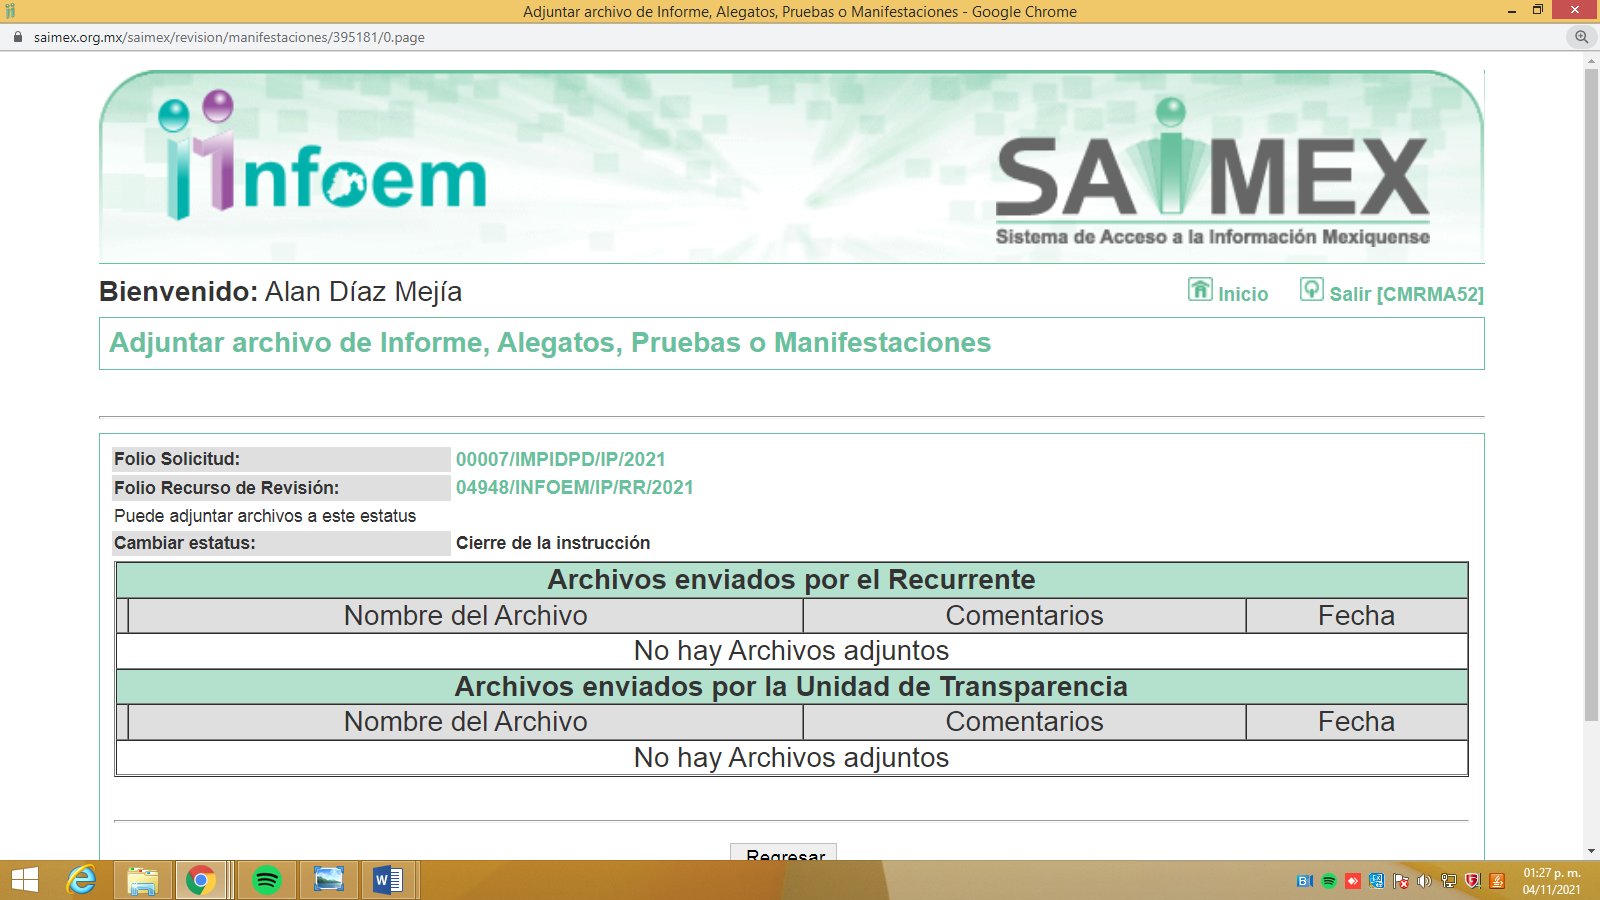 Adjuntar archivo de Informe, Alegatos, Pruebas o Manifestaciones - Google Chrome
saimex.org.mx/saimex/revision/manifestaciones/395181/0.page
infoem
SAIMEX
Sistema de Acceso a la Información Mexiquense
Bienvenido: Alan Díaz Mejía
Inicio
Salir [CMRMA52]
Adjuntar archivo de Informe, Alegatos, Pruebas o Manifestaciones
Folio Solicitud: 00007/IMPIDPD/IP/2021
Folio Recurso de Revisión: 04948/INFOEM/IP/RR/2021
Puede adjuntar archivos a este estatus
Cambiar estatus: Cierre de la instrucción
Archivos enviados por el Recurrente
Nombre del Archivo Comentarios Fecha
No hay Archivos adjuntos
Archivos enviados por la Unidad de Transparencia
Nombre del Archivo Comentarios Fecha
No hay Archivos adjuntos
Regresar
01:27 p. m.
04/11/2021